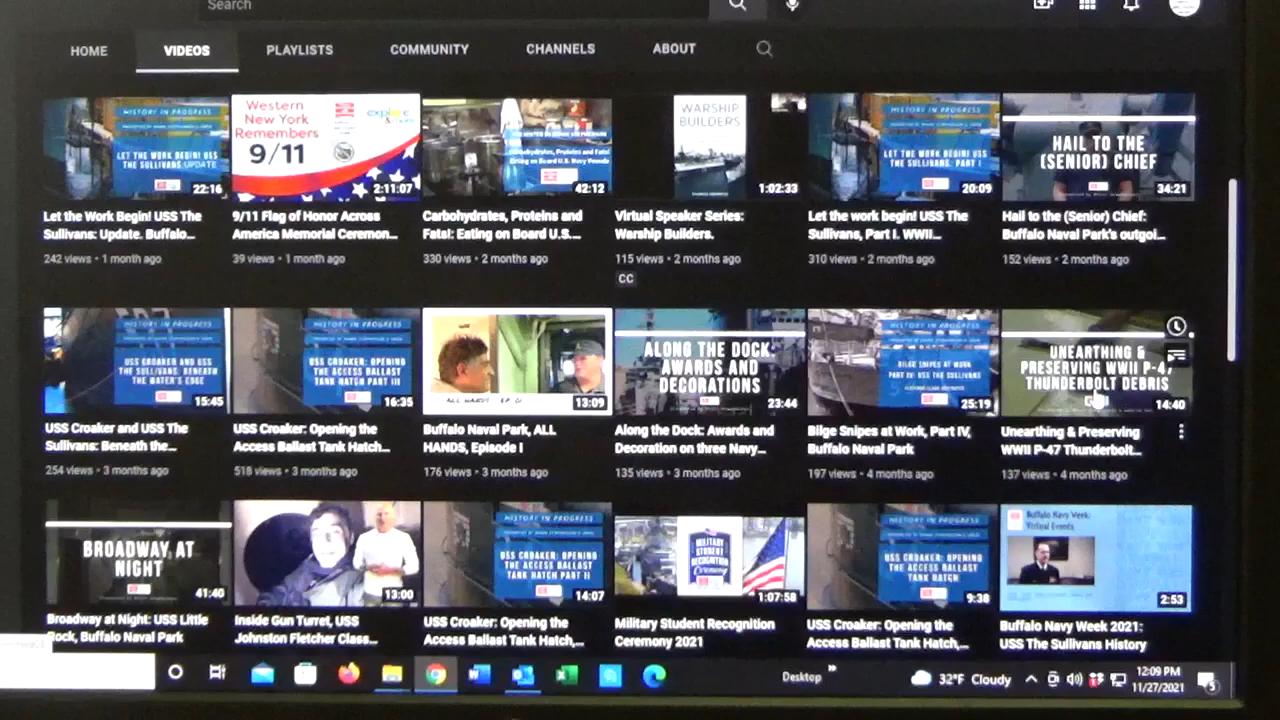 Search
HOME VIDEOS PLAYLISTS COMMUNITY CHANNELS ABOUT
HISTORY IN PROGRESS
LET THE WORK BEGIN! USS
THE SULLIVANS: UPDATE
22:16
Western
New York
Remembers
9/11
explore
& more
2:11:07
Carbohydrates, Proteins and Fats!
Eating on Board U.S. Navy Vessels
42:12
WARSHIP
BUILDERS
1:02:33
HISTORY IN PROGRESS
LET THE WORK BEGIN! USS
THE SULLIVANS: PART I
20:09
HAIL TO THE
(SENIOR) CHIEF
34:21
Let the Work Begin! USS The
Sullivans: Update. Buffalo...
242 views • 1 month ago
9/11 Flag of Honor Across
America Memorial Ceremon...
39 views • 1 month ago
Carbohydrates, Proteins and
Fats!: Eating on Board U.S....
330 views • 2 months ago
Virtual Speaker Series:
Warship Builders.
115 views • 2 months ago
CC
Let the work begin! USS The
Sullivans, Part I. WWII...
310 views • 2 months ago
Hail to the (Senior) Chief:
Buffalo Naval Park's outgoi...
152 views • 2 months ago
HISTORY IN PROGRESS
USS CROAKER AND USS
THE SULLIVANS: BENEATH
THE WATER'S EDGE
15:45
HISTORY IN PROGRESS
USS CROAKER: OPENING
THE ACCESS BALLAST
TANK HATCH PART III
16:35
ALL HANDS EP 01
13:09
ALONG THE DOCK:
AWARDS AND
DECORATIONS
23:44
HISTORY IN PROGRESS
BILGE SNIPES AT WORK
PART IV: USS THE SULLIVANS
25:19
UNEARTHING &
PRESERVING WWII P-47
THUNDERBOLT DEBRIS
14:40
USS Croaker and USS The
Sullivans: Beneath the...
254 views • 3 months ago
USS Croaker: Opening the
Access Ballast Tank Hatch...
518 views • 3 months ago
Buffalo Naval Park, ALL
HANDS, Episode I
176 views • 3 months ago
Along the Dock: Awards and
Decoration on three Navy...
135 views • 3 months ago
Bilge Snipes at Work, Part IV,
Buffalo Naval Park
197 views • 4 months ago
Unearthing & Preserving
WWII P-47 Thunderbolt...
137 views • 4 months ago
BROADWAY AT
NIGHT
41:40
13:00
HISTORY IN PROGRESS
USS CROAKER: OPENING
THE ACCESS BALLAST
TANK HATCH PART II
14:07
MILITARY
STUDENT
RECOGNITION
Ceremony
1:07:58
HISTORY IN PROGRESS
USS CROAKER: OPENING
THE ACCESS BALLAST
TANK HATCH
9:38
Buffalo Navy Week:
Virtual Events
2:53
Broadway at Night: USS Little
Rock, Buffalo Naval Park
Inside Gun Turret, USS
Johnston Fletcher Class...
USS Croaker: Opening the
Access Ballast Tank Hatch,...
Military Student Recognition
Ceremony 2021
USS Croaker: Opening the
Access Ballast Tank Hatch,...
Buffalo Navy Week 2021:
USS The Sullivans History
Desktop
32°F Cloudy
12:09 PM
11/27/2021
5